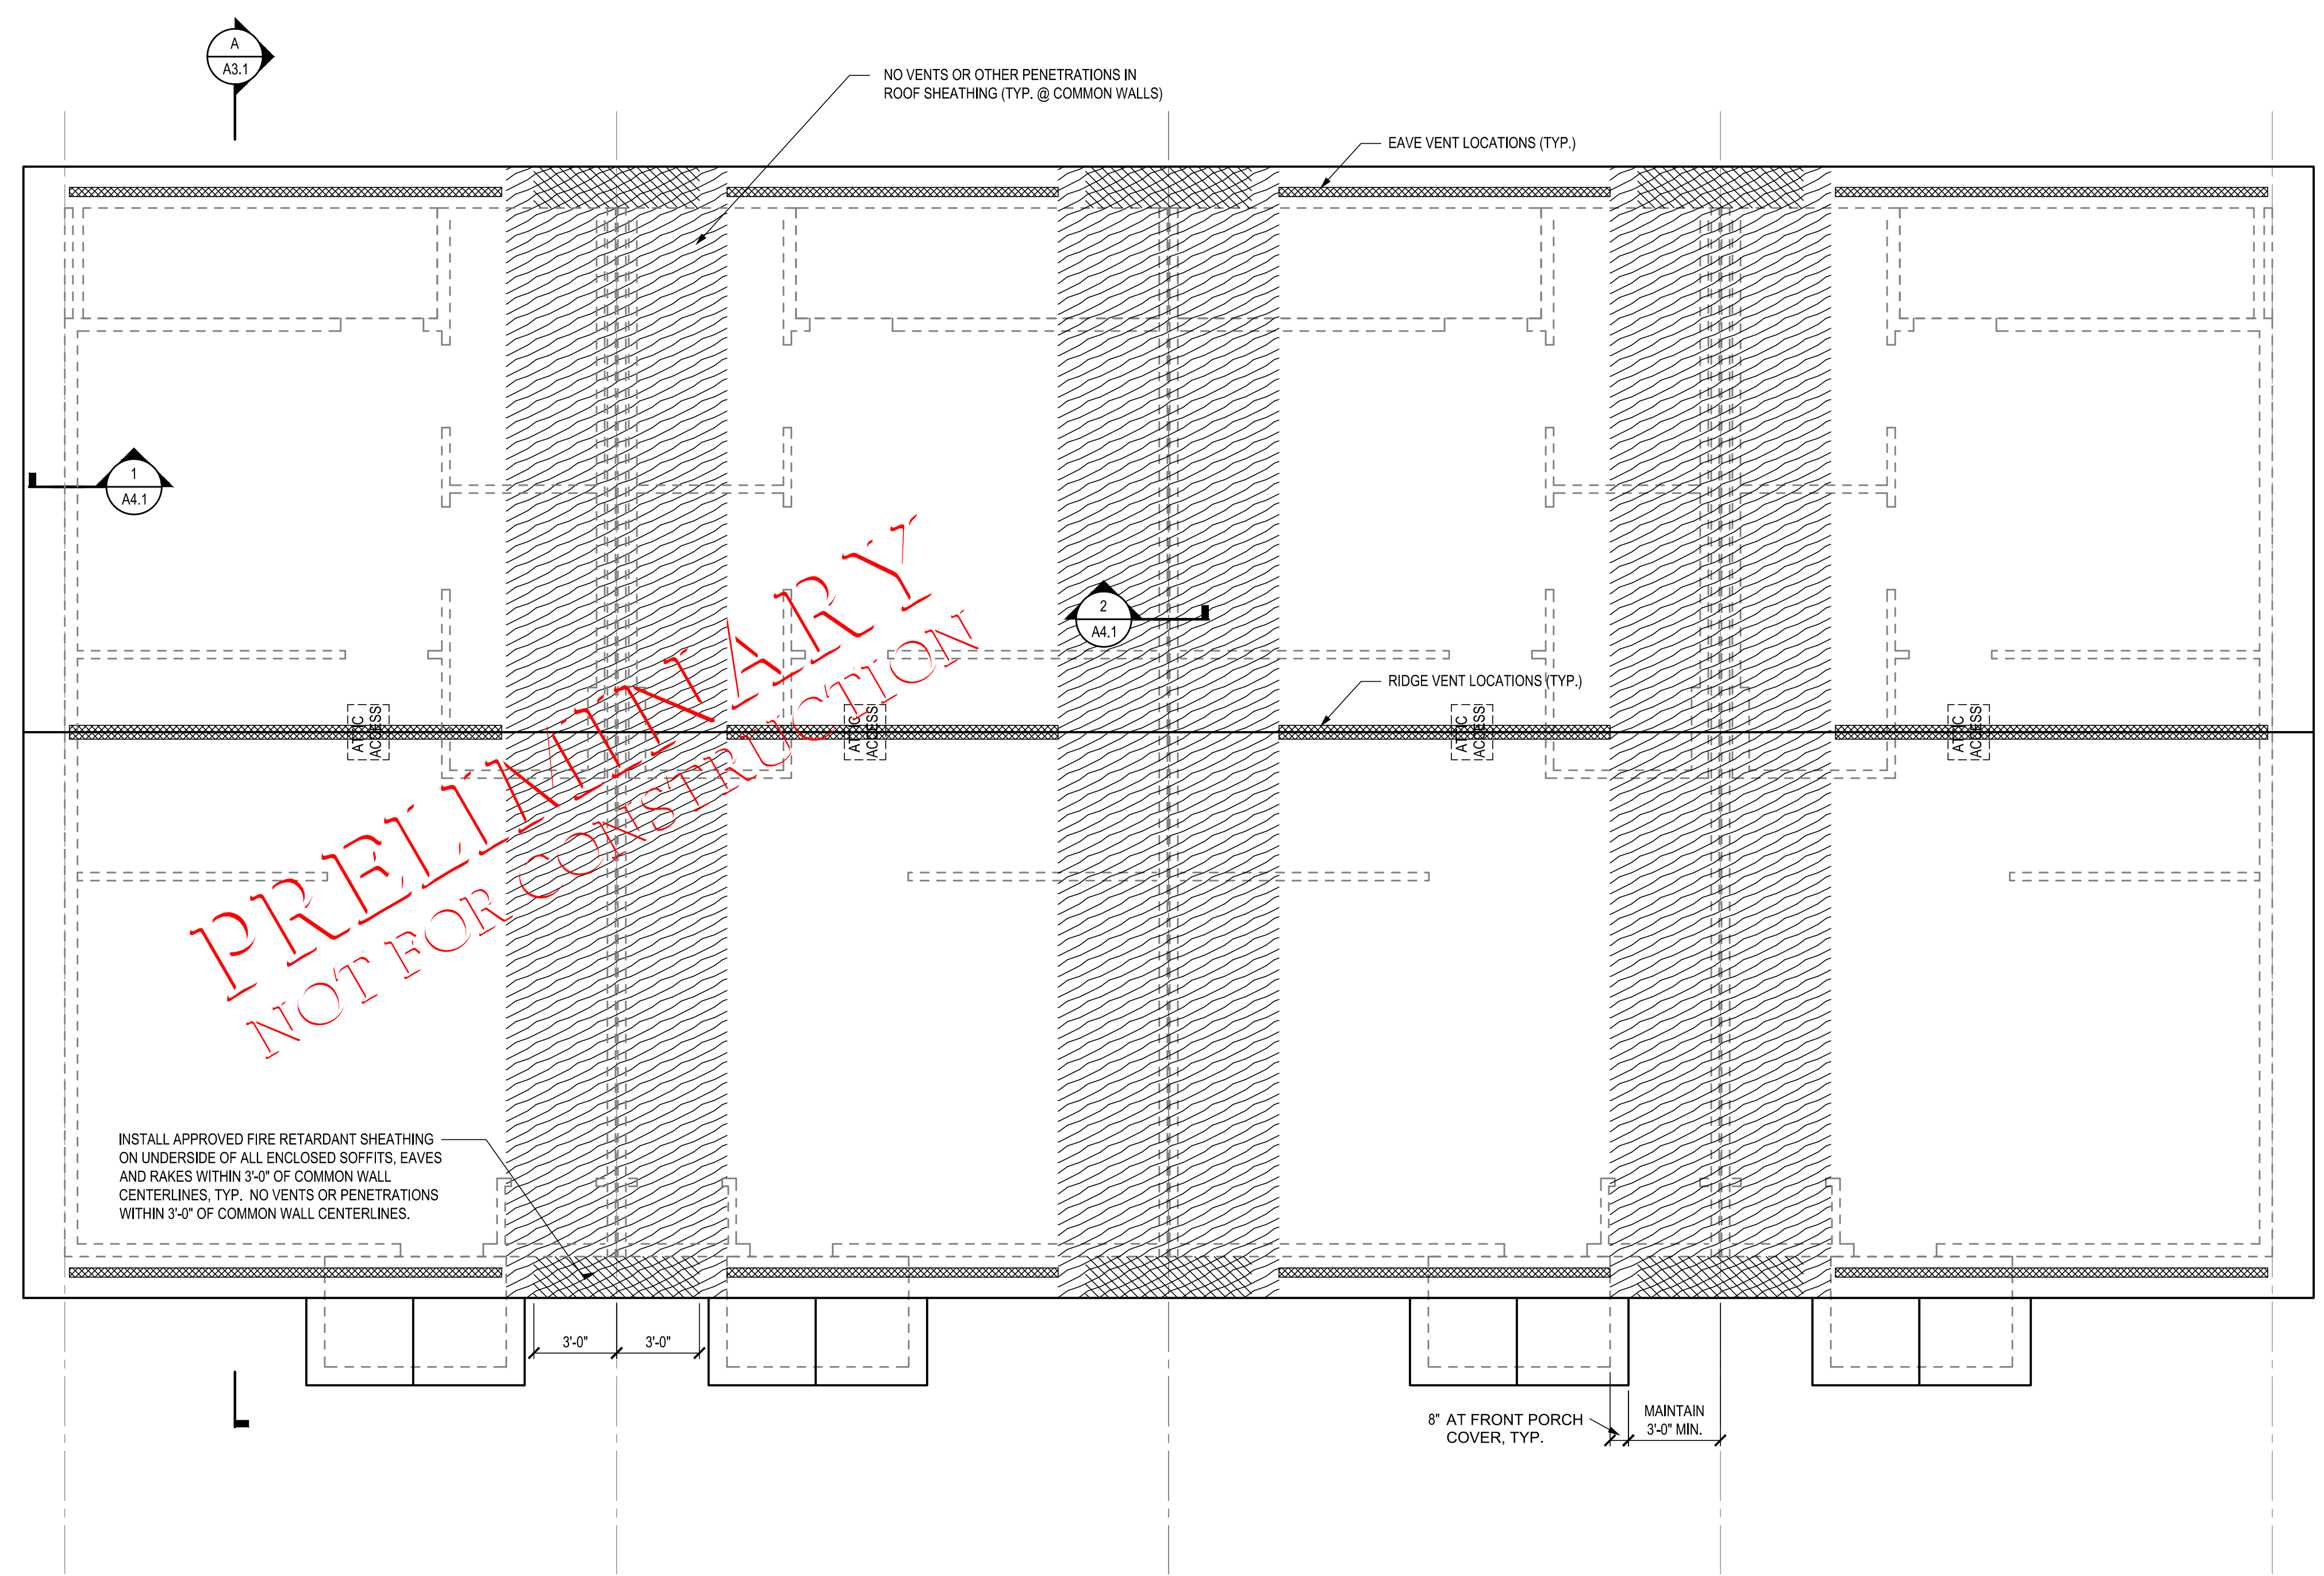 A
A3.1
NO VENTS OR OTHER PENETRATIONS IN
ROOF SHEATHING (TYP. @ COMMON WALLS)
EAVE VENT LOCATIONS (TYP.)
1
A4.1
2
A4.1
RIDGE VENT LOCATIONS (TYP.)
ATTIC
ACCESS
ATTIC
ACCESS
ATTIC
ACCESS
ATTIC
ACCESS
PRELIMINARY
NOT FOR CONSTRUCTION
INSTALL APPROVED FIRE RETARDANT SHEATHING
ON UNDERSIDE OF ALL ENCLOSED SOFFITS, EAVES
AND RAKES WITHIN 3'-0" OF COMMON WALL
CENTERLINES, TYP. NO VENTS OR PENETRATIONS
WITHIN 3'-0" OF COMMON WALL CENTERLINES.
3'-0"
3'-0"
8" AT FRONT PORCH
COVER, TYP.
MAINTAIN
3'-0" MIN.